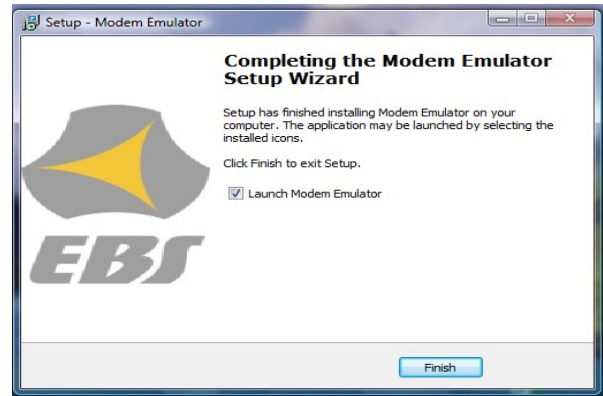 Setup - Modem Emulator
Completing the Modem Emulator
Setup Wizard
Setup has finished installing Modem Emulator on your
computer. The application may be launched by selecting the
installed icons.
Click Finish to exit Setup.
Launch Modem Emulator
EBS
Finish